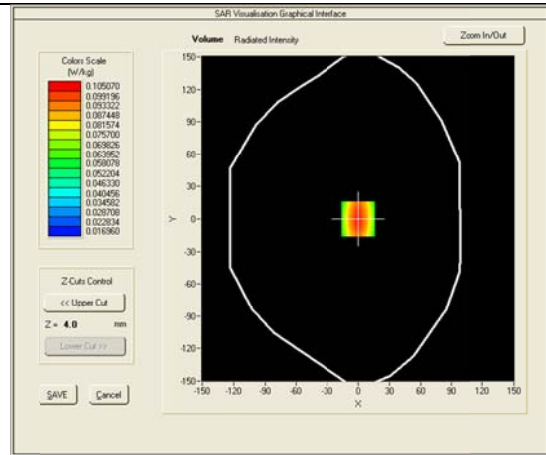 SAR Visualisation Graphical Interface
Volume Radiated Intensity
Zoom In/Out
Colors Scale
(W/kg)
0.105070
0.099196
0.093322
0.087448
0.081574
0.075700
0.069826
0.063952
0.058078
0.052204
0.046330
0.040456
0.034582
0.028708
0.022834
0.016960
Z-Cuts Control
<< Upper Cut
Z = 4.0 mm
Lower Cut >>
SAVE Cancel
150-
120-
90-
60-
30-
0-
-30-
-60-
-90-
-120-
-150-
Y
-150 -120 -90 -60 -30 0 30 60 90 120 150
X